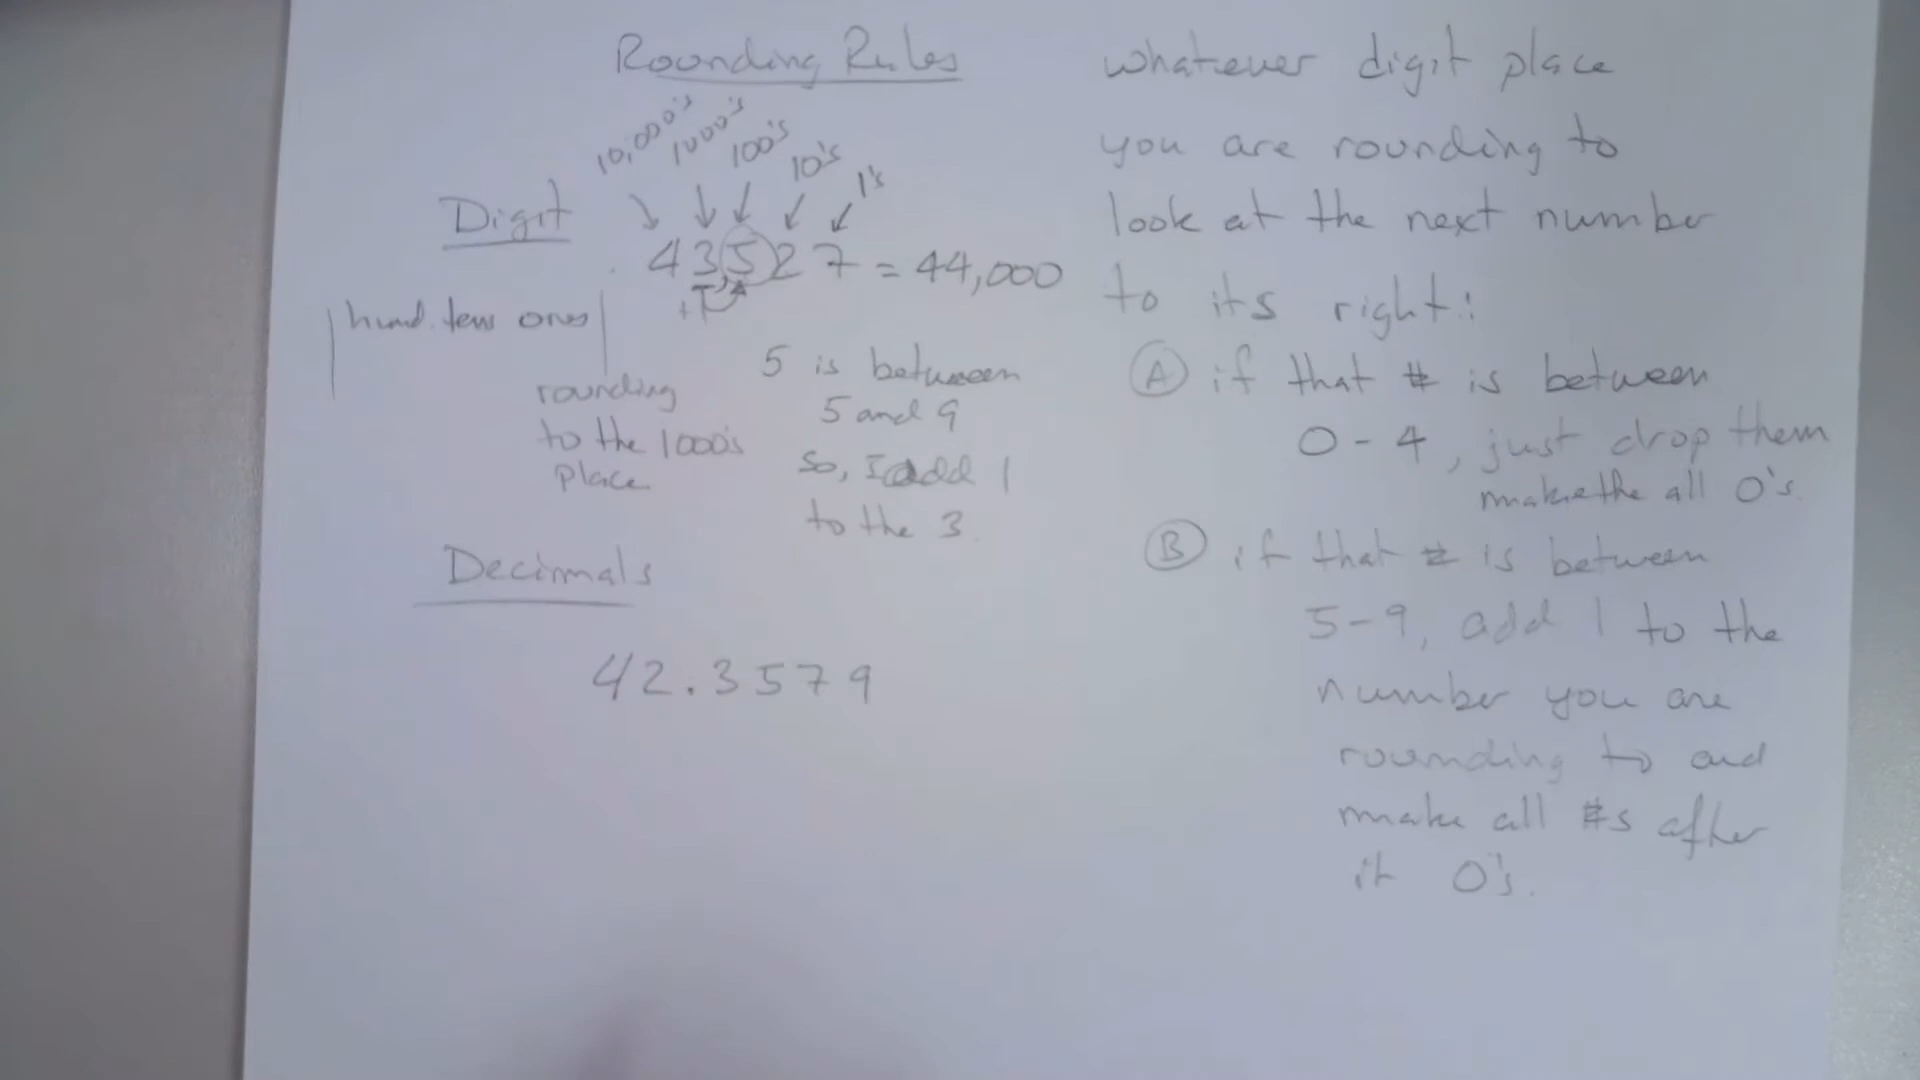 Rounding Rules
10,000's 1000's 100's 10's 1's
Digit
43527 = 44,000
+1
hund. tens ones
rounding
to the 1000's
place
5 is between
5 and 9
So, I add 1
to the 3.
Decimals
42.3579
whatever digit place
you are rounding to
look at the next number
to its right:
A if that # is between
0-4, just drop them
make the all 0's.
B if that # is between
5-9, add 1 to the
number you are
rounding to and
make all #s after
it 0's.